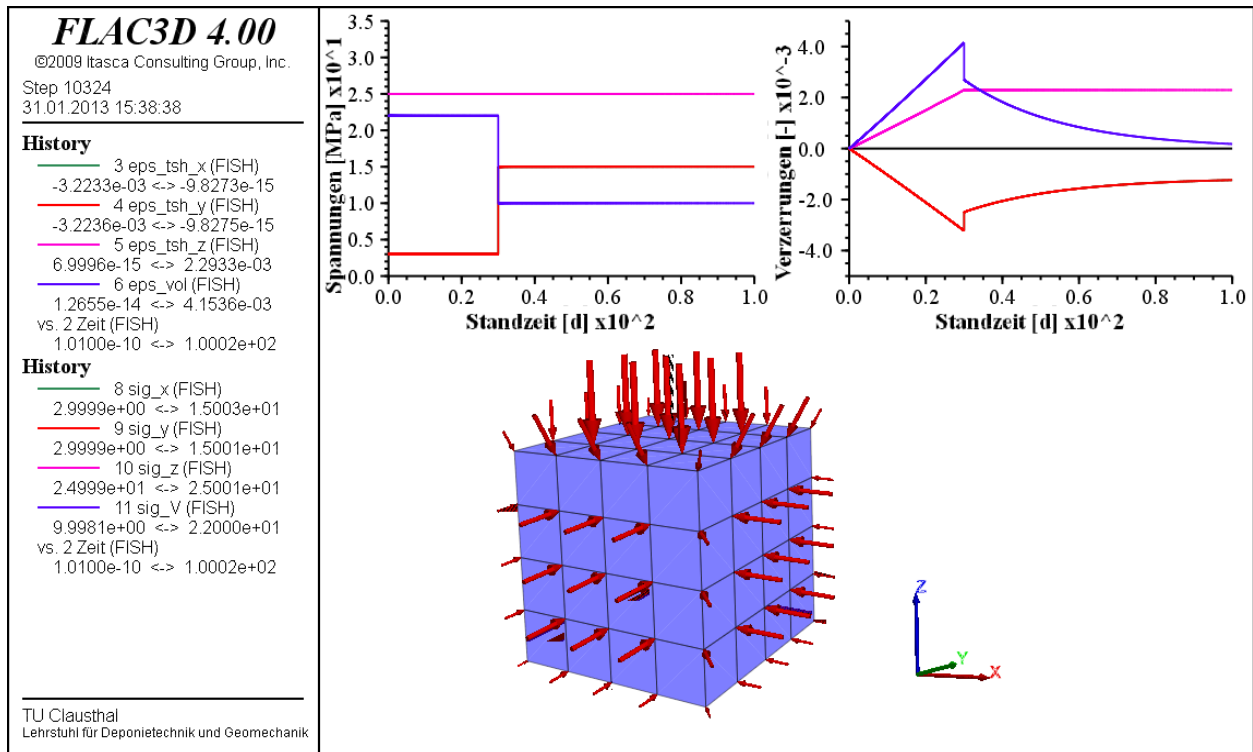 FLAC3D 4.00
©2009 Itasca Consulting Group, Inc.
Step 10324
31.01.2013 15:38:38
History
3 eps_tsh_x (FISH)
-3.2233e-03 <-> -9.8273e-15
4 eps_tsh_y (FISH)
-3.2236e-03 <-> -9.8275e-15
5 eps_tsh_z (FISH)
6.9996e-15 <-> 2.2933e-03
6 eps_vol (FISH)
1.2655e-14 <-> 4.1536e-03
vs. 2 Zeit (FISH)
1.0100e-10 <-> 1.0002e+02
History
8 sig_x (FISH)
2.9999e+00 <-> 1.5003e+01
9 sig_y (FISH)
2.9999e+00 <-> 1.5001e+01
10 sig_z (FISH)
2.4999e+01 <-> 2.5001e+01
11 sig_V (FISH)
9.9981e+00 <-> 2.2000e+01
vs. 2 Zeit (FISH)
1.0100e-10 <-> 1.0002e+02
TU Clausthal
Lehrstuhl für Deponietechnik und Geomechanik
Spannungen [MPa] x10^1
3.5
3.0
2.5
2.0
1.5
1.0
0.5
0.0
0.0 0.2 0.4 0.6 0.8 1.0
Standzeit [d] x10^2
Verzerrungen [-] x10^-3
4.0
2.0
0.0
-2.0
-4.0
0.0 0.2 0.4 0.6 0.8 1.0
Standzeit [d] x10^2
Z
Y
X